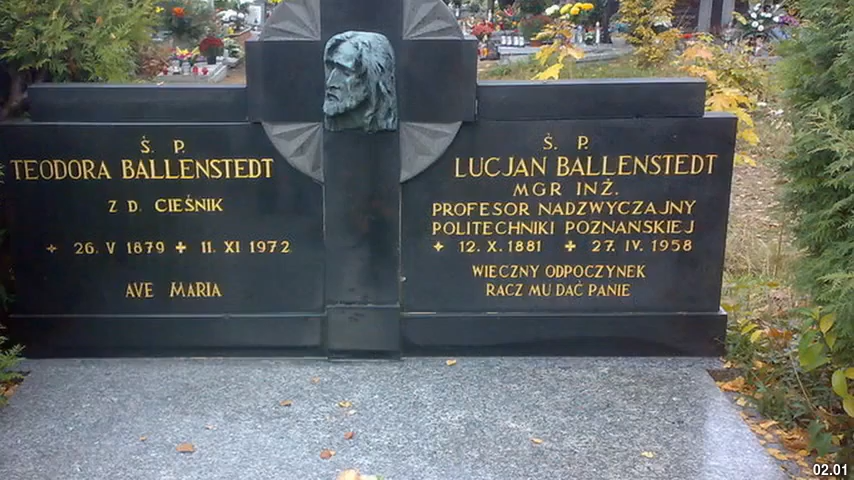 Ś. P.
TEODORA BALLENSTEDT
Z D. CIEŚNIK
26. V 1879 + 11. XI 1972
AVE MARIA
Ś. P.
LUCJAN BALLENSTEDT
MGR INŻ.
PROFESOR NADZWYCZAJNY
POLITECHNIKI POZNANSKIEJ
12. X. 1881 + 27. IV. 1958
WIECZNY ODPOCZYNEK
RACZ MU DAĆ PANIE
02.01